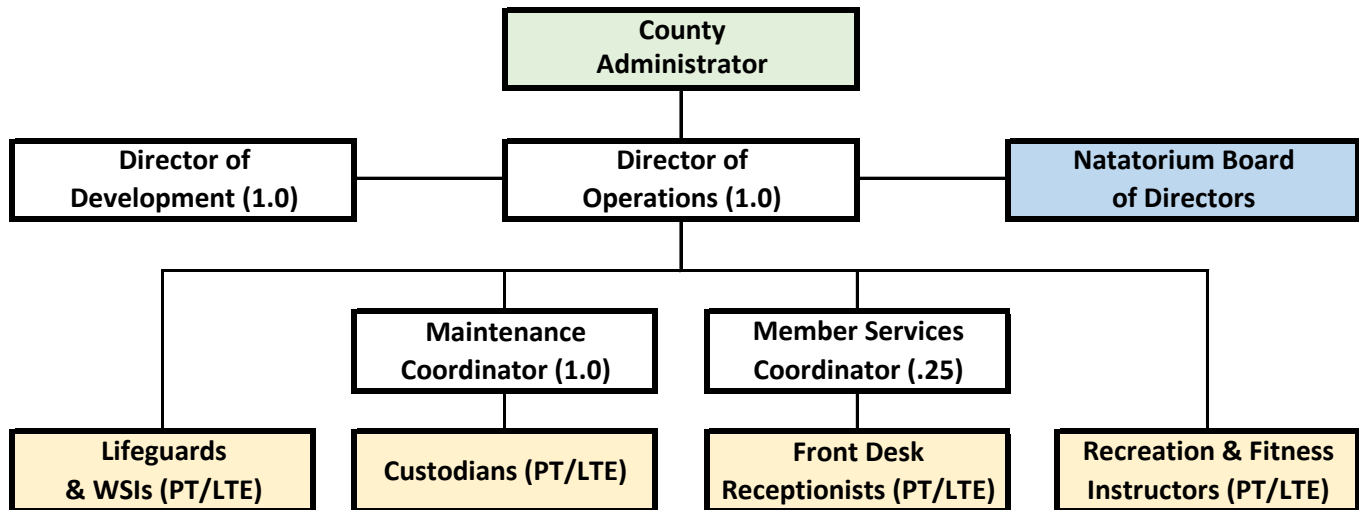 County
Administrator
Director of
Development (1.0)
Director of
Operations (1.0)
Natatorium Board
of Directors
Maintenance
Coordinator (1.0)
Member Services
Coordinator (.25)
Lifeguards
& WSIs (PT/LTE)
Custodians (PT/LTE)
Front Desk
Receptionists (PT/LTE)
Recreation & Fitness
Instructors (PT/LTE)